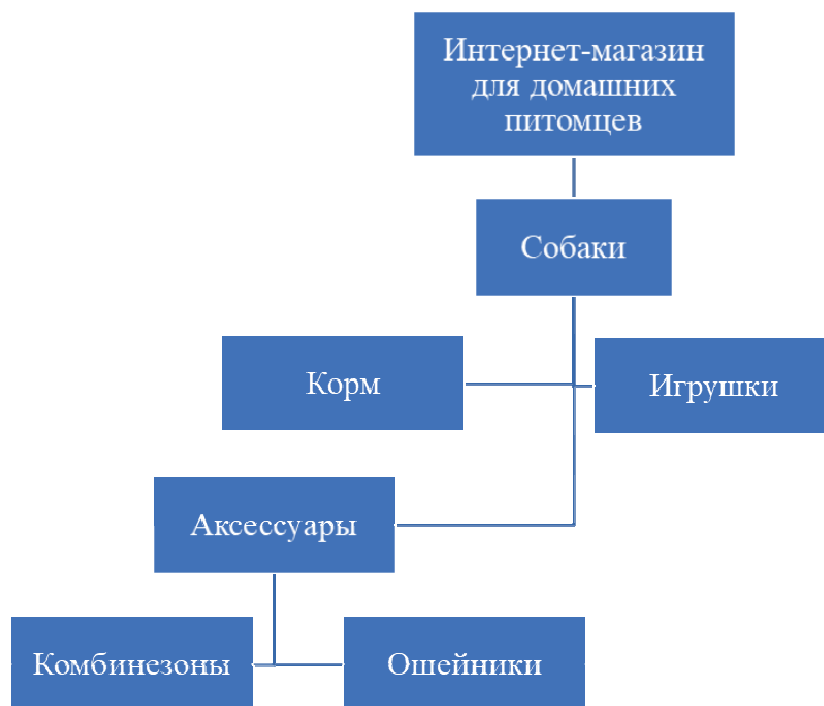 Интернет-магазин
для домашних
питомцев
Собаки
Корм
Игрушки
Аксессуары
Комбинезоны
Ошейники